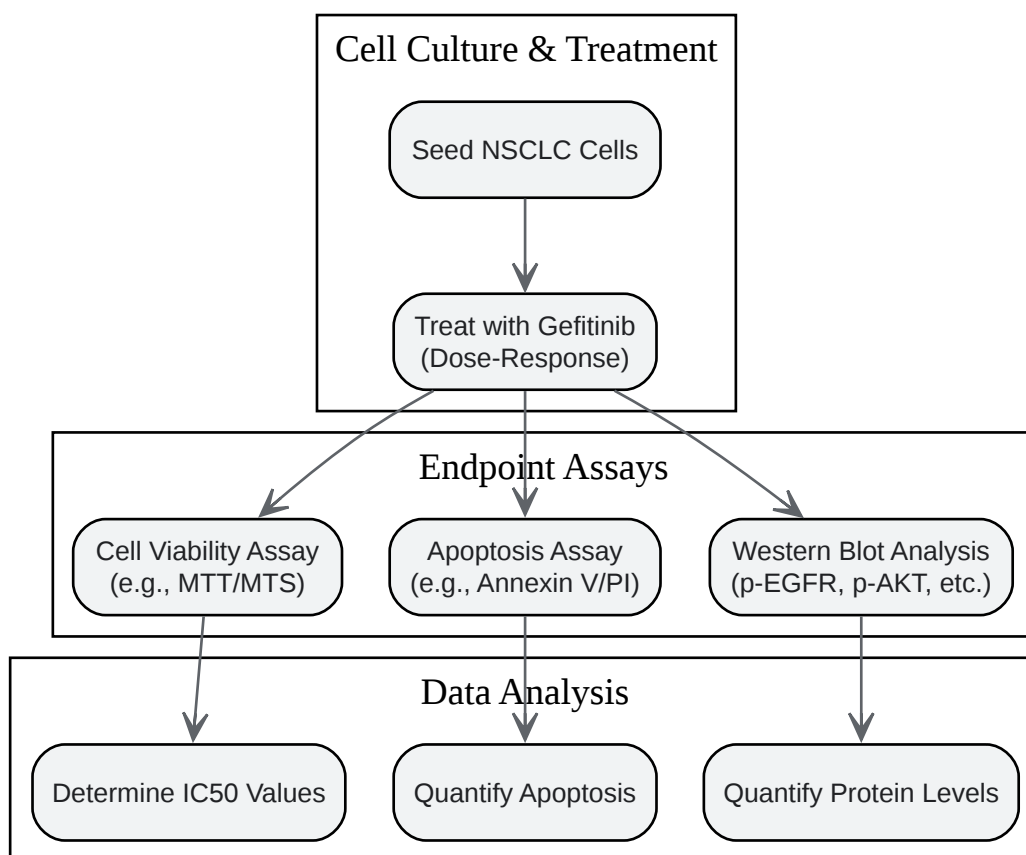 Cell Culture & Treatment
Seed NSCLC Cells
Treat with Gefitinib
(Dose-Response)
Endpoint Assays
Cell Viability Assay
(e.g., MTT/MTS)
Apoptosis Assay
(e.g., Annexin V/PI)
Western Blot Analysis
(p-EGFR, p-AKT, etc.)
Data Analysis
Determine IC50 Values
Quantify Apoptosis
Quantify Protein Levels